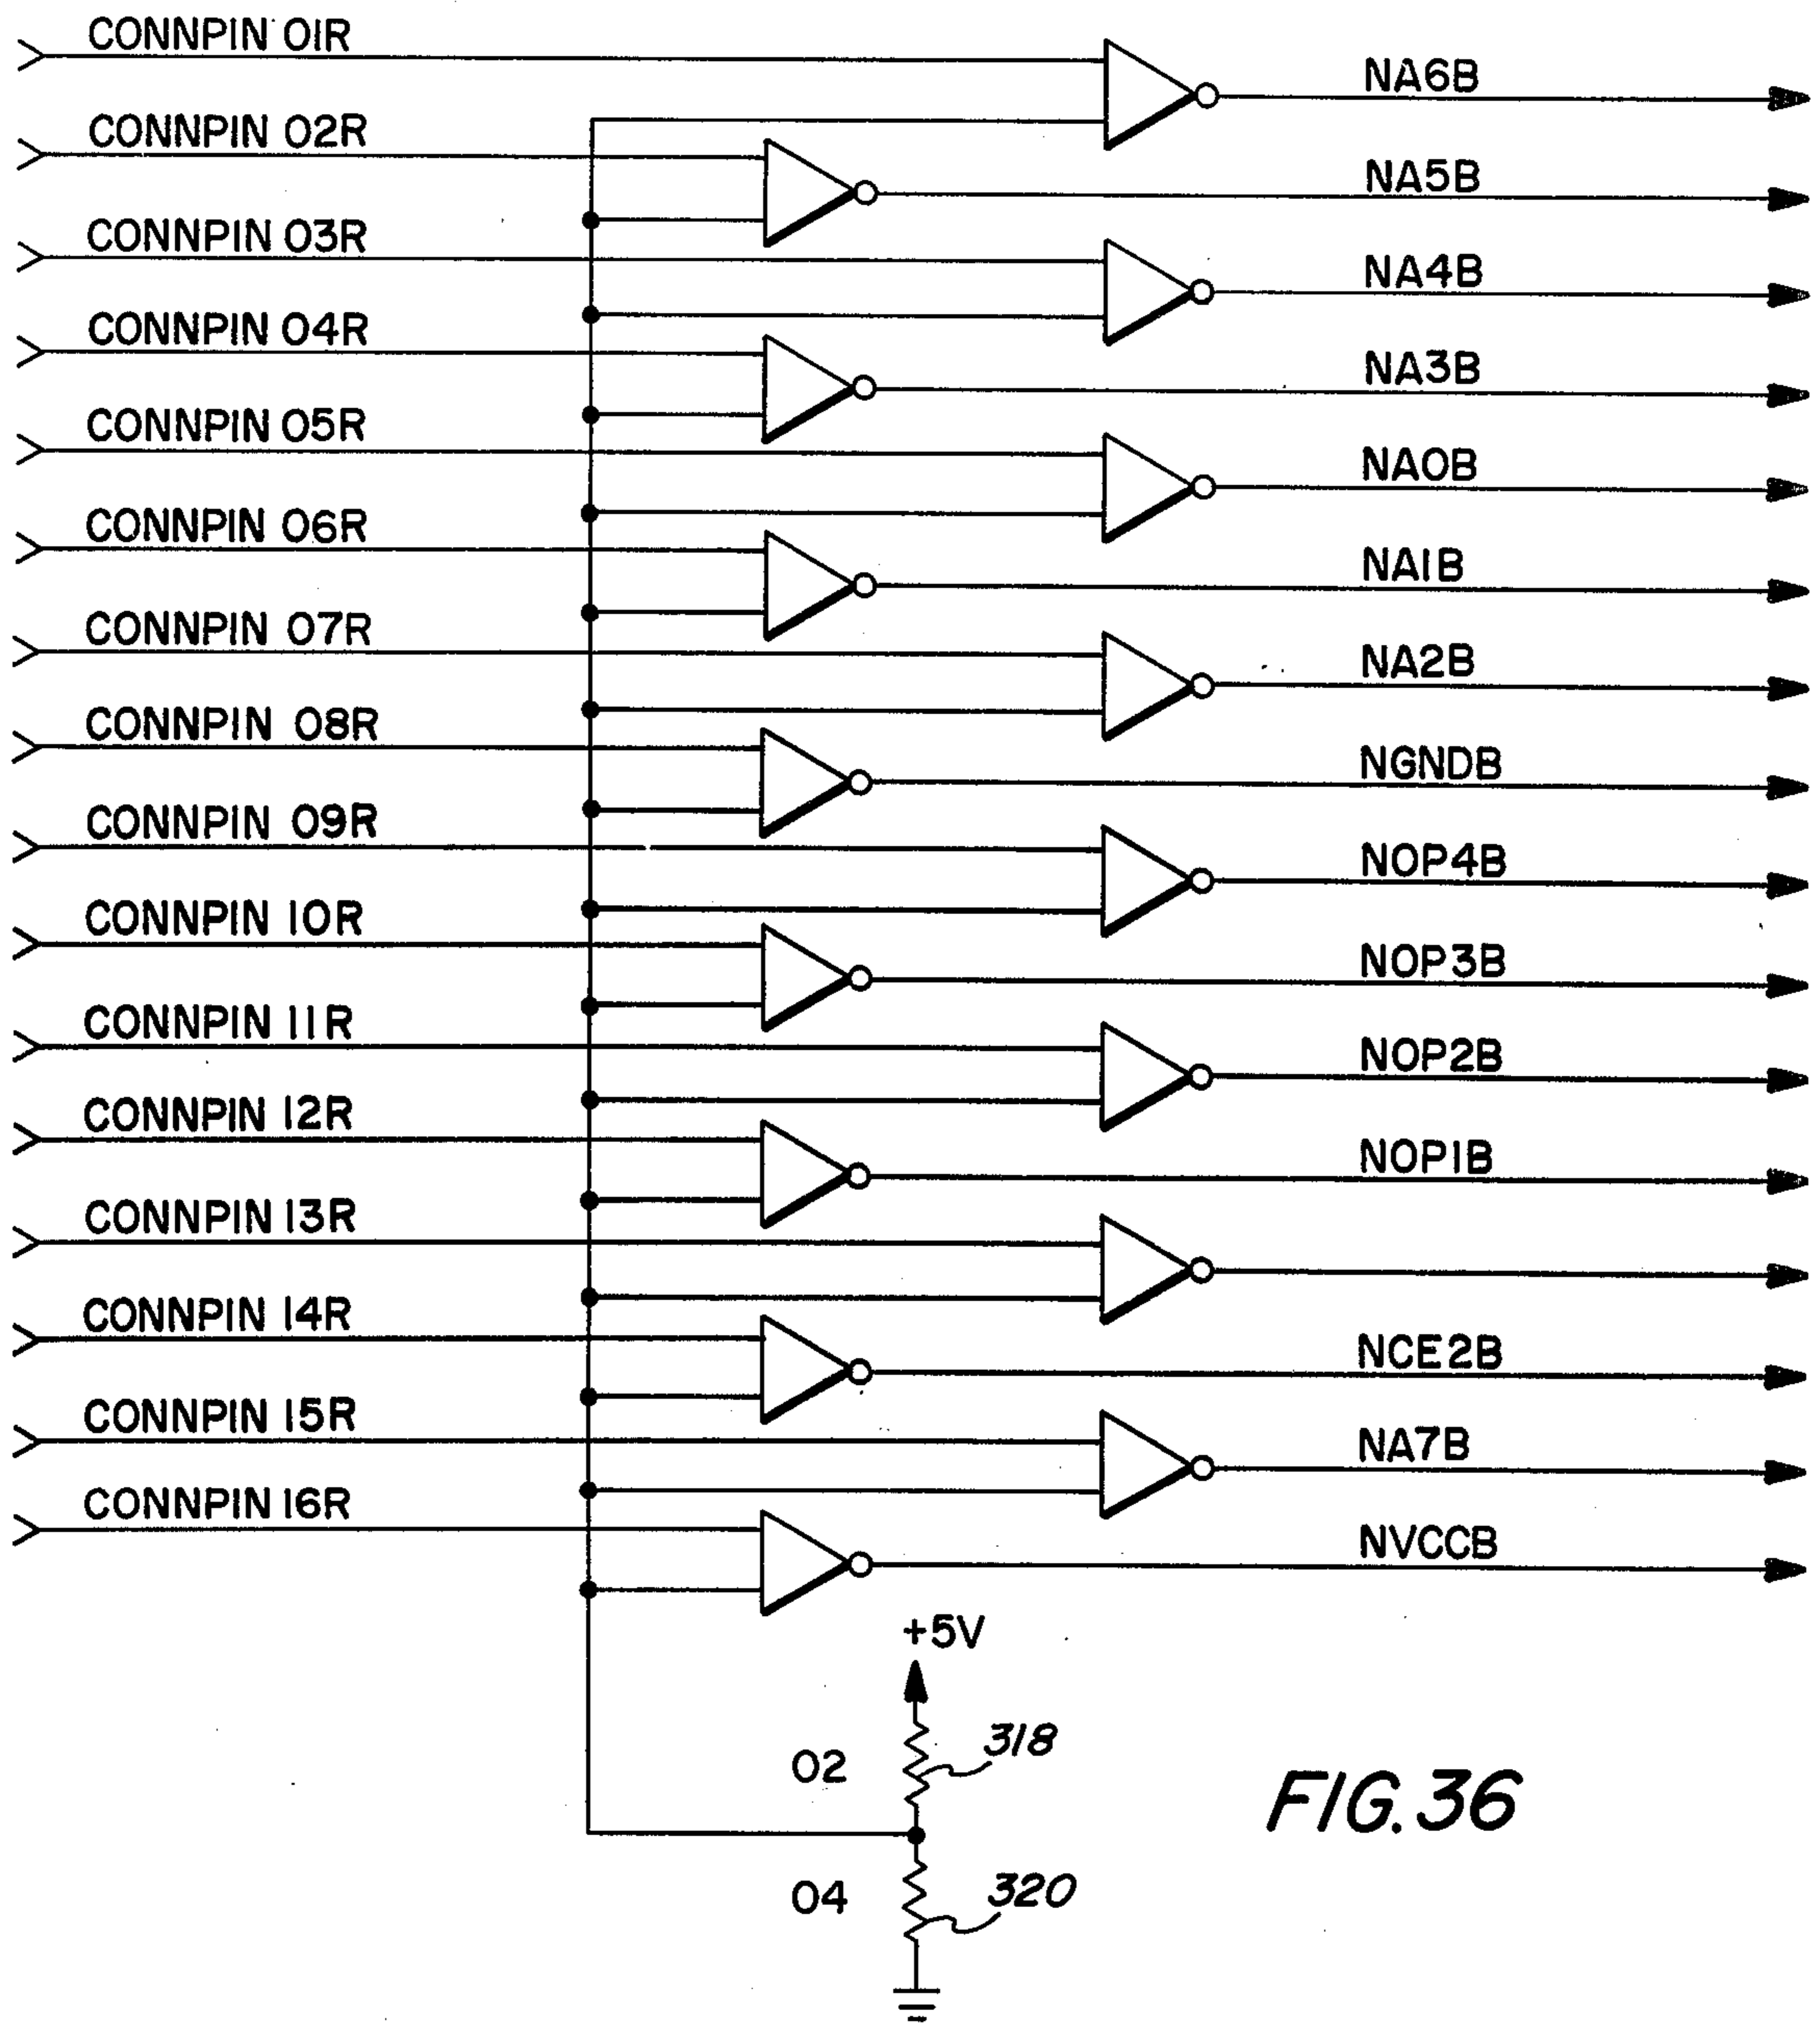 CONNPIN 01R
NA6B
CONNPIN 02R
NA5B
CONNPIN 03R
NA4B
CONNPIN 04R
NA3B
CONNPIN 05R
NA0B
CONNPIN 06R
NA1B
CONNPIN 07R
NA2B
CONNPIN 08R
NGNDB
CONNPIN 09R
NOP4B
CONNPIN 10R
NOP3B
CONNPIN 11R
NOP2B
CONNPIN 12R
NOP1B
CONNPIN 13R
CONNPIN 14R
NCE2B
CONNPIN 15R
NA7B
CONNPIN 16R
NVCCB
+5V
02
318
04
320
FIG. 36